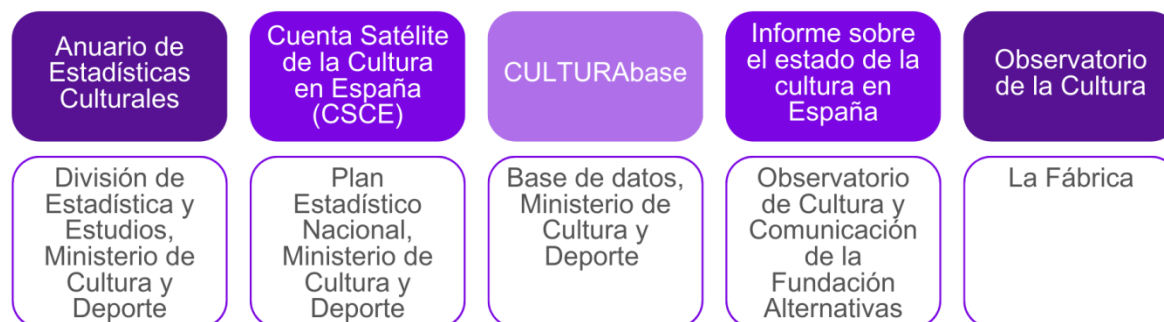 Anuario de
Estadísticas
Culturales
Cuenta Satélite
de la Cultura
en España
(CSCE)
CULTURAbase
Informe sobre
el estado de la
cultura en
España
Observatorio
de la Cultura
División de
Estadística y
Estudios,
Ministerio de
Cultura y
Deporte
Plan
Estadístico
Nacional,
Ministerio de
Cultura y
Deporte
Base de datos,
Ministerio de
Cultura y
Deporte
Observatorio
de Cultura y
Comunicación
de la
Fundación
Alternativas
La Fábrica